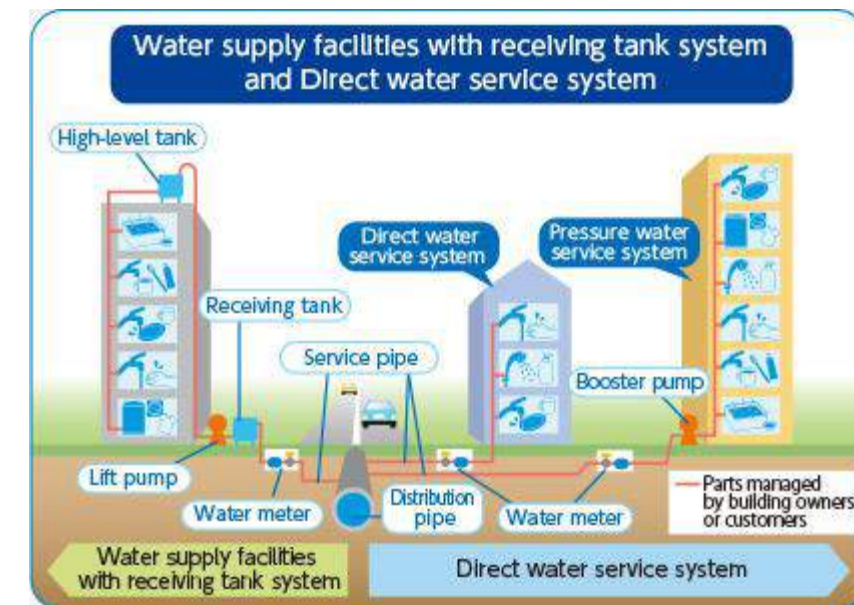 Water supply facilities with receiving tank system
and Direct water service system
High-level tank
Direct water
service system
Pressure water
service system
Receiving tank
Service pipe
Booster pump
Lift pump
Water meter
Distribution
pipe
Water meter
Parts managed
by building owners
or customers
Water supply facilities
with receiving tank system
Direct water service system